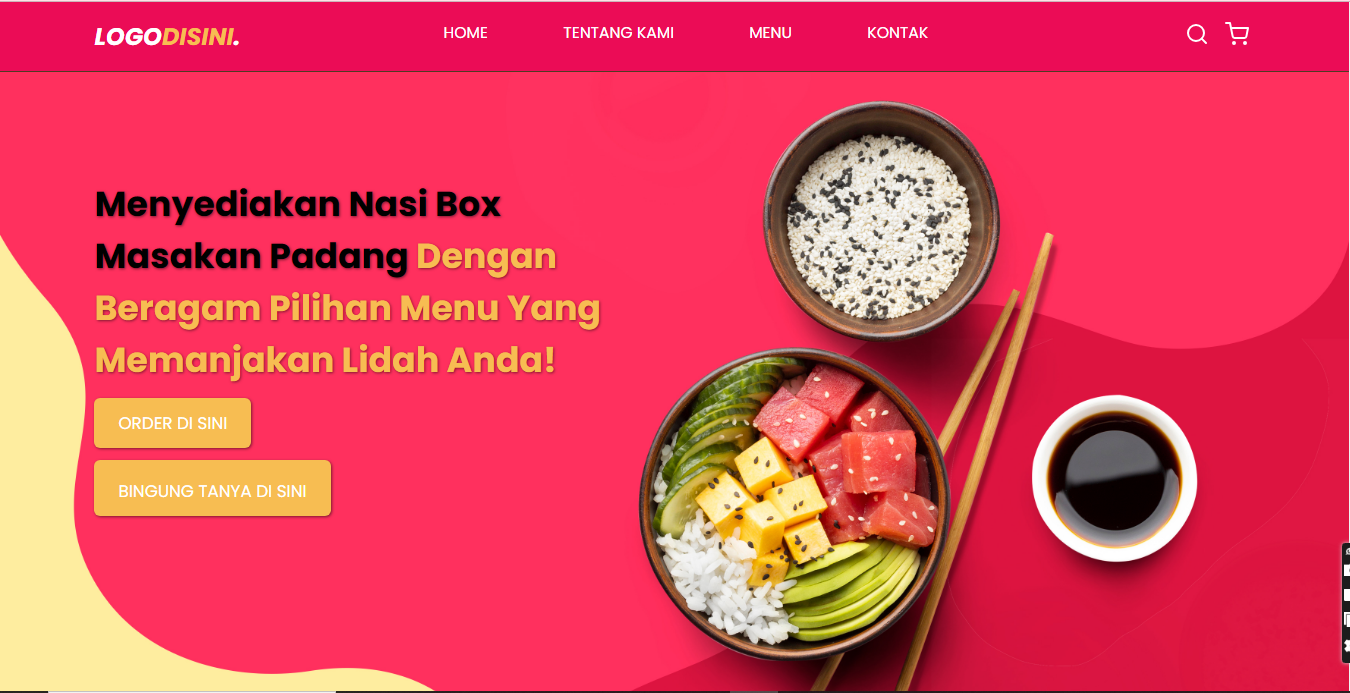 LOGODISINI.
HOME
TENTANG KAMI
MENU
KONTAK
Menyediakan Nasi Box
Masakan Padang Dengan
Beragam Pilihan Menu Yang
Memanjakan Lidah Anda!
ORDER DI SINI
BINGUNG TANYA DI SINI